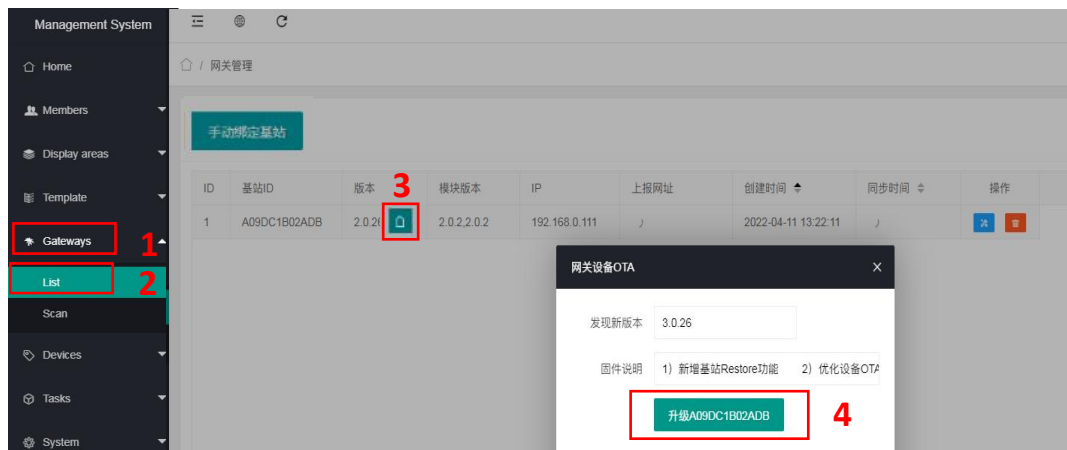 Management System
Home
/ 网关管理
Members
手动绑定基站
Display areas
Template
ID 基站ID 版本 3 模块版本 IP 上报网址 创建时间 同步时间 操作
1 A09DC1B02ADB 2.0.26 2.0.2,2.0.2 192.168.0.111 / 2022-04-11 13:22:11 /
Gateways 1
List 2
Scan
Devices
Tasks
System
网关设备OTA X
发现新版本 3.0.26
固件说明 1）新增基站Restore功能 2）优化设备OTA
升级A09DC1B02ADB 4